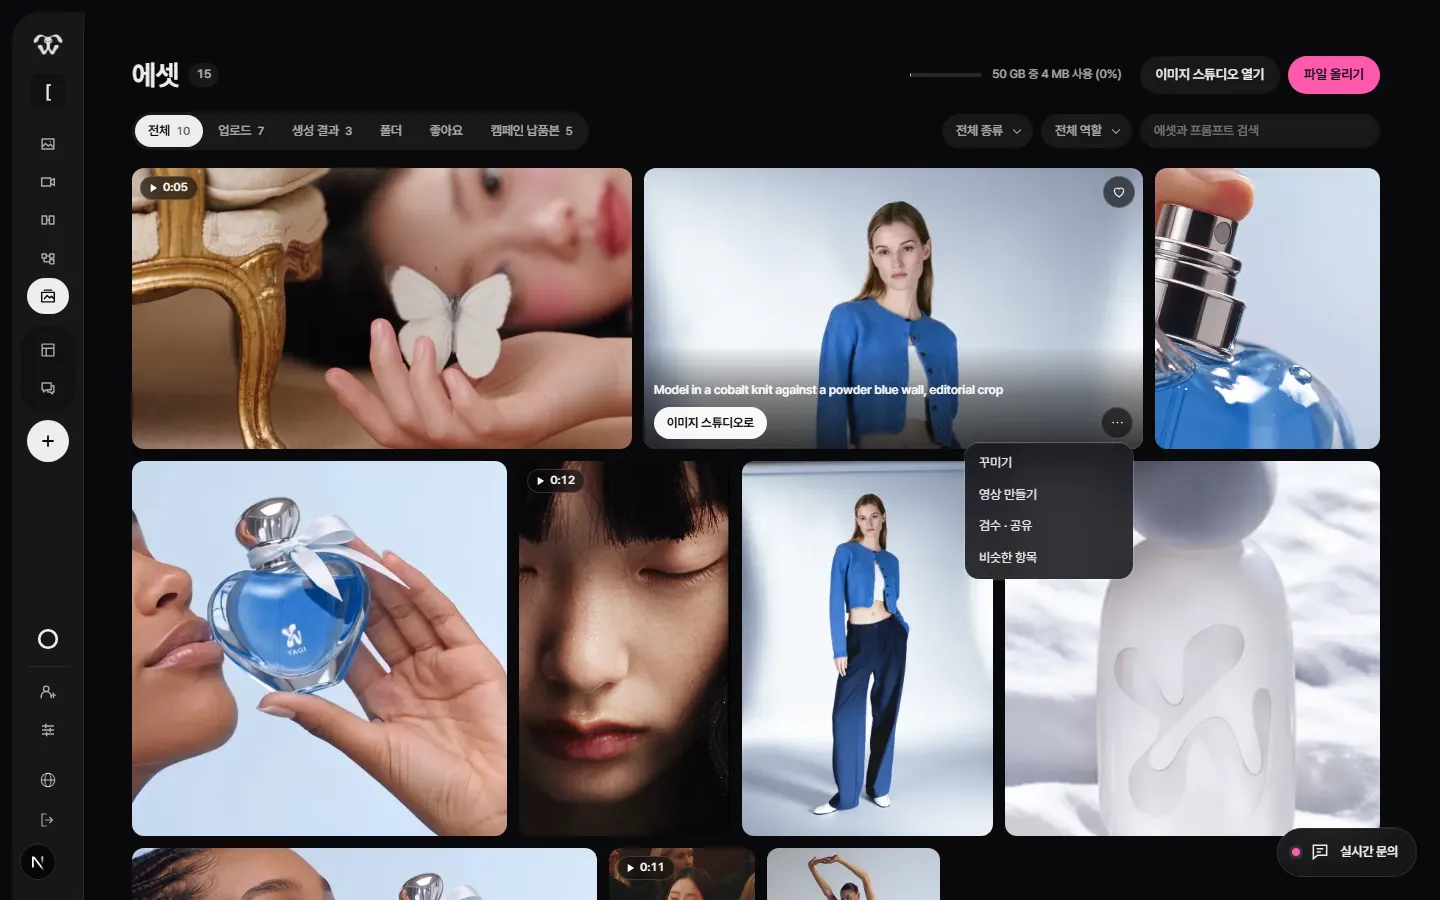 에셋 15
50 GB 중 4 MB 사용 (0%)
이미지 스튜디오 열기
파일 올리기
[
전체 10
업로드 7
생성 결과 3
폴더
좋아요
캠페인 납품본 5
전체 종류
전체 역할
에셋과 프롬프트 검색
0:05
Model in a cobalt knit against a powder blue wall, editorial crop
이미지 스튜디오로
꾸미기
영상 만들기
검수 · 공유
비슷한 항목
0:12
YAGI
0:11
N
실시간 문의